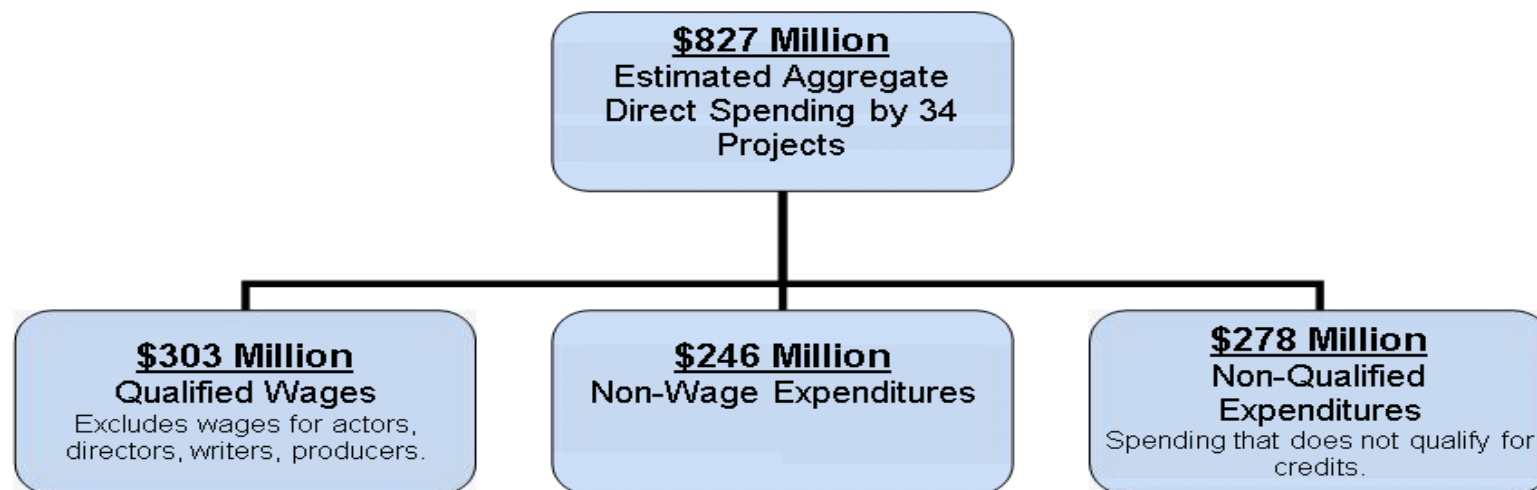 $827 Million
Estimated Aggregate
Direct Spending by 34
Projects
$303 Million
Qualified Wages
Excludes wages for actors,
directors, writers, producers.
$246 Million
Non-Wage Expenditures
$278 Million
Non-Qualified
Expenditures
Spending that does not qualify for
credits.